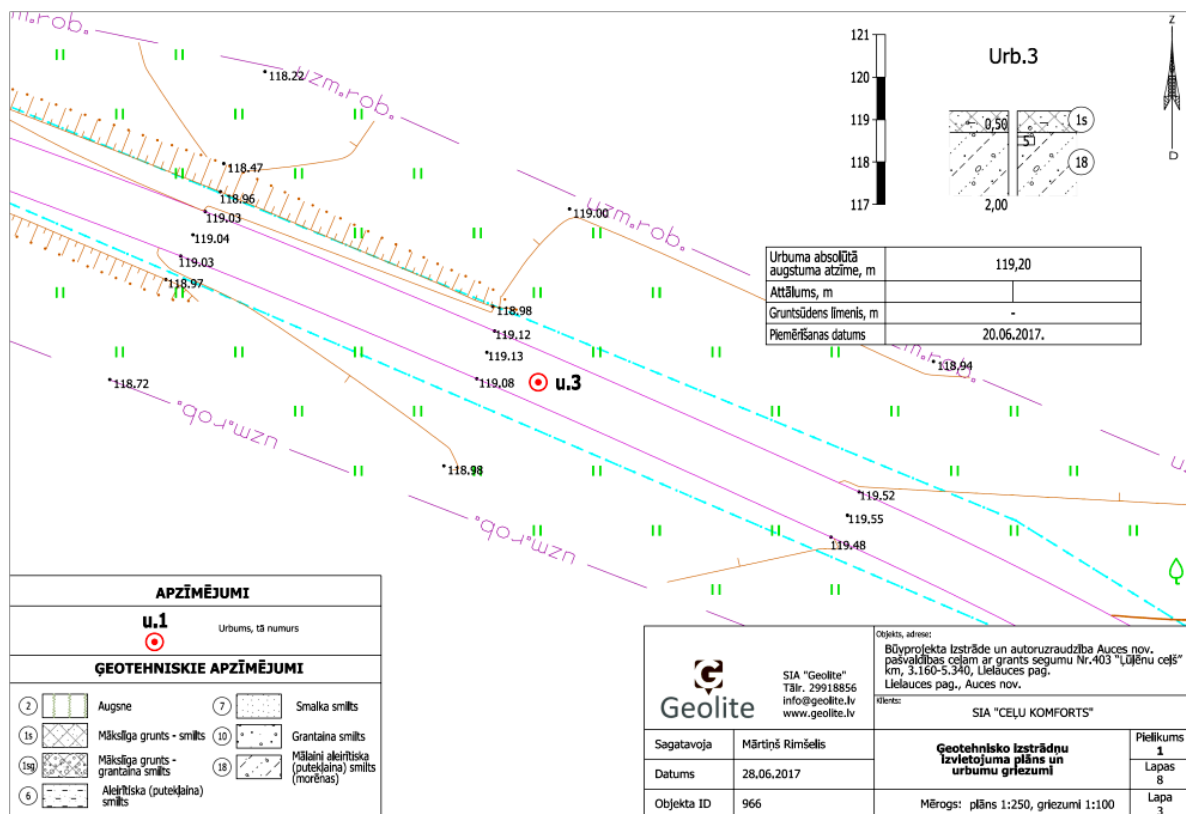 uzm.rob.
uzm.rob.
118.22
121
120
119
118
117
Urb.3
0,50
1s
5
18
2,00
Z
D
118.47
118.96
119.03
119.04
119.03
118.97
119.00
uzm.rob.
Urbuma absolūtā
augstuma atzīme, m
119,20
Attālums, m
Gruntsūdens līmenis, m
-
Piemērīšanas datums
20.06.2017.
118.98
119.12
119.13
119.08
u.3
uzm.rob.
118.94
118.72
uzm.rob.
118.98
uzm.rob.
119.52
119.55
119.48
APZĪMĒJUMI
u.1
Urbums, tā numurs
ĢEOTEHNISKIE APZĪMĒJUMI
2
Augsne
7
Smalka smilts
1s
Mākslīga grunts - smilts
10
Grantaina smilts
1sg
Mākslīga grunts -
grantaina smilts
18
Mālaini aleirītiska
(putekļaina) smilts
(morēnas)
6
Aleirītiska (putekļaina)
smilts
Geolite
SIA "Geolite"
Tālr. 29918856
info@geolite.lv
www.geolite.lv
Objekts, adrese:
Būvprojekta izstrāde un autoruzraudzība Auces nov.
pašvaldības ceļam ar grants segumu Nr.403 "Ļūļēnu ceļš"
km, 3.160-5.340, Lielauces pag.
Lielauces pag., Auces nov.
Klients:
SIA "CEĻU KOMFORTS"
Sagatavoja
Mārtiņš Rimšelis
Datums
28,06.2017
Objekta ID
966
Ģeotehnisko izstrādņu
izvietojuma plāns un
urbumu griezumi
Mērogs: plāns 1:250, griezumi 1:100
Pielikums
1
Lapas
8
Lapa
3